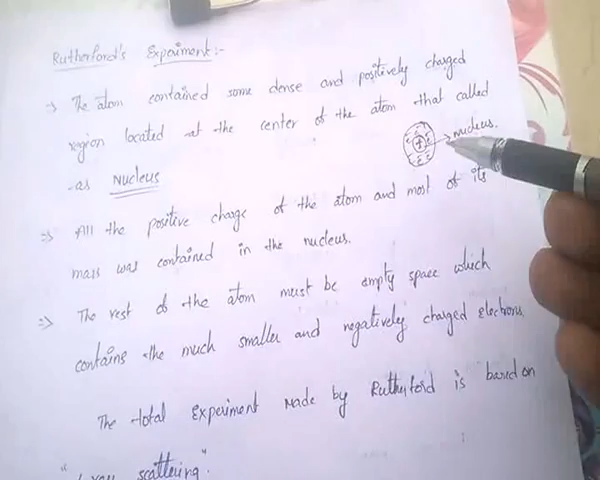 Rutherford's Experiment:-
→ The atom contained some dense and positively charged
region located at the center of the atom that called
as Nucleus
→ nucleus.
⇒ All the positive charge of the atom and most of its
mass was contained in the nucleus.
⇒ The rest of the atom must be empty space which
contains the much smaller and negatively charged electrons
The total Experiment Made by Rutherford is based on
" scattering".